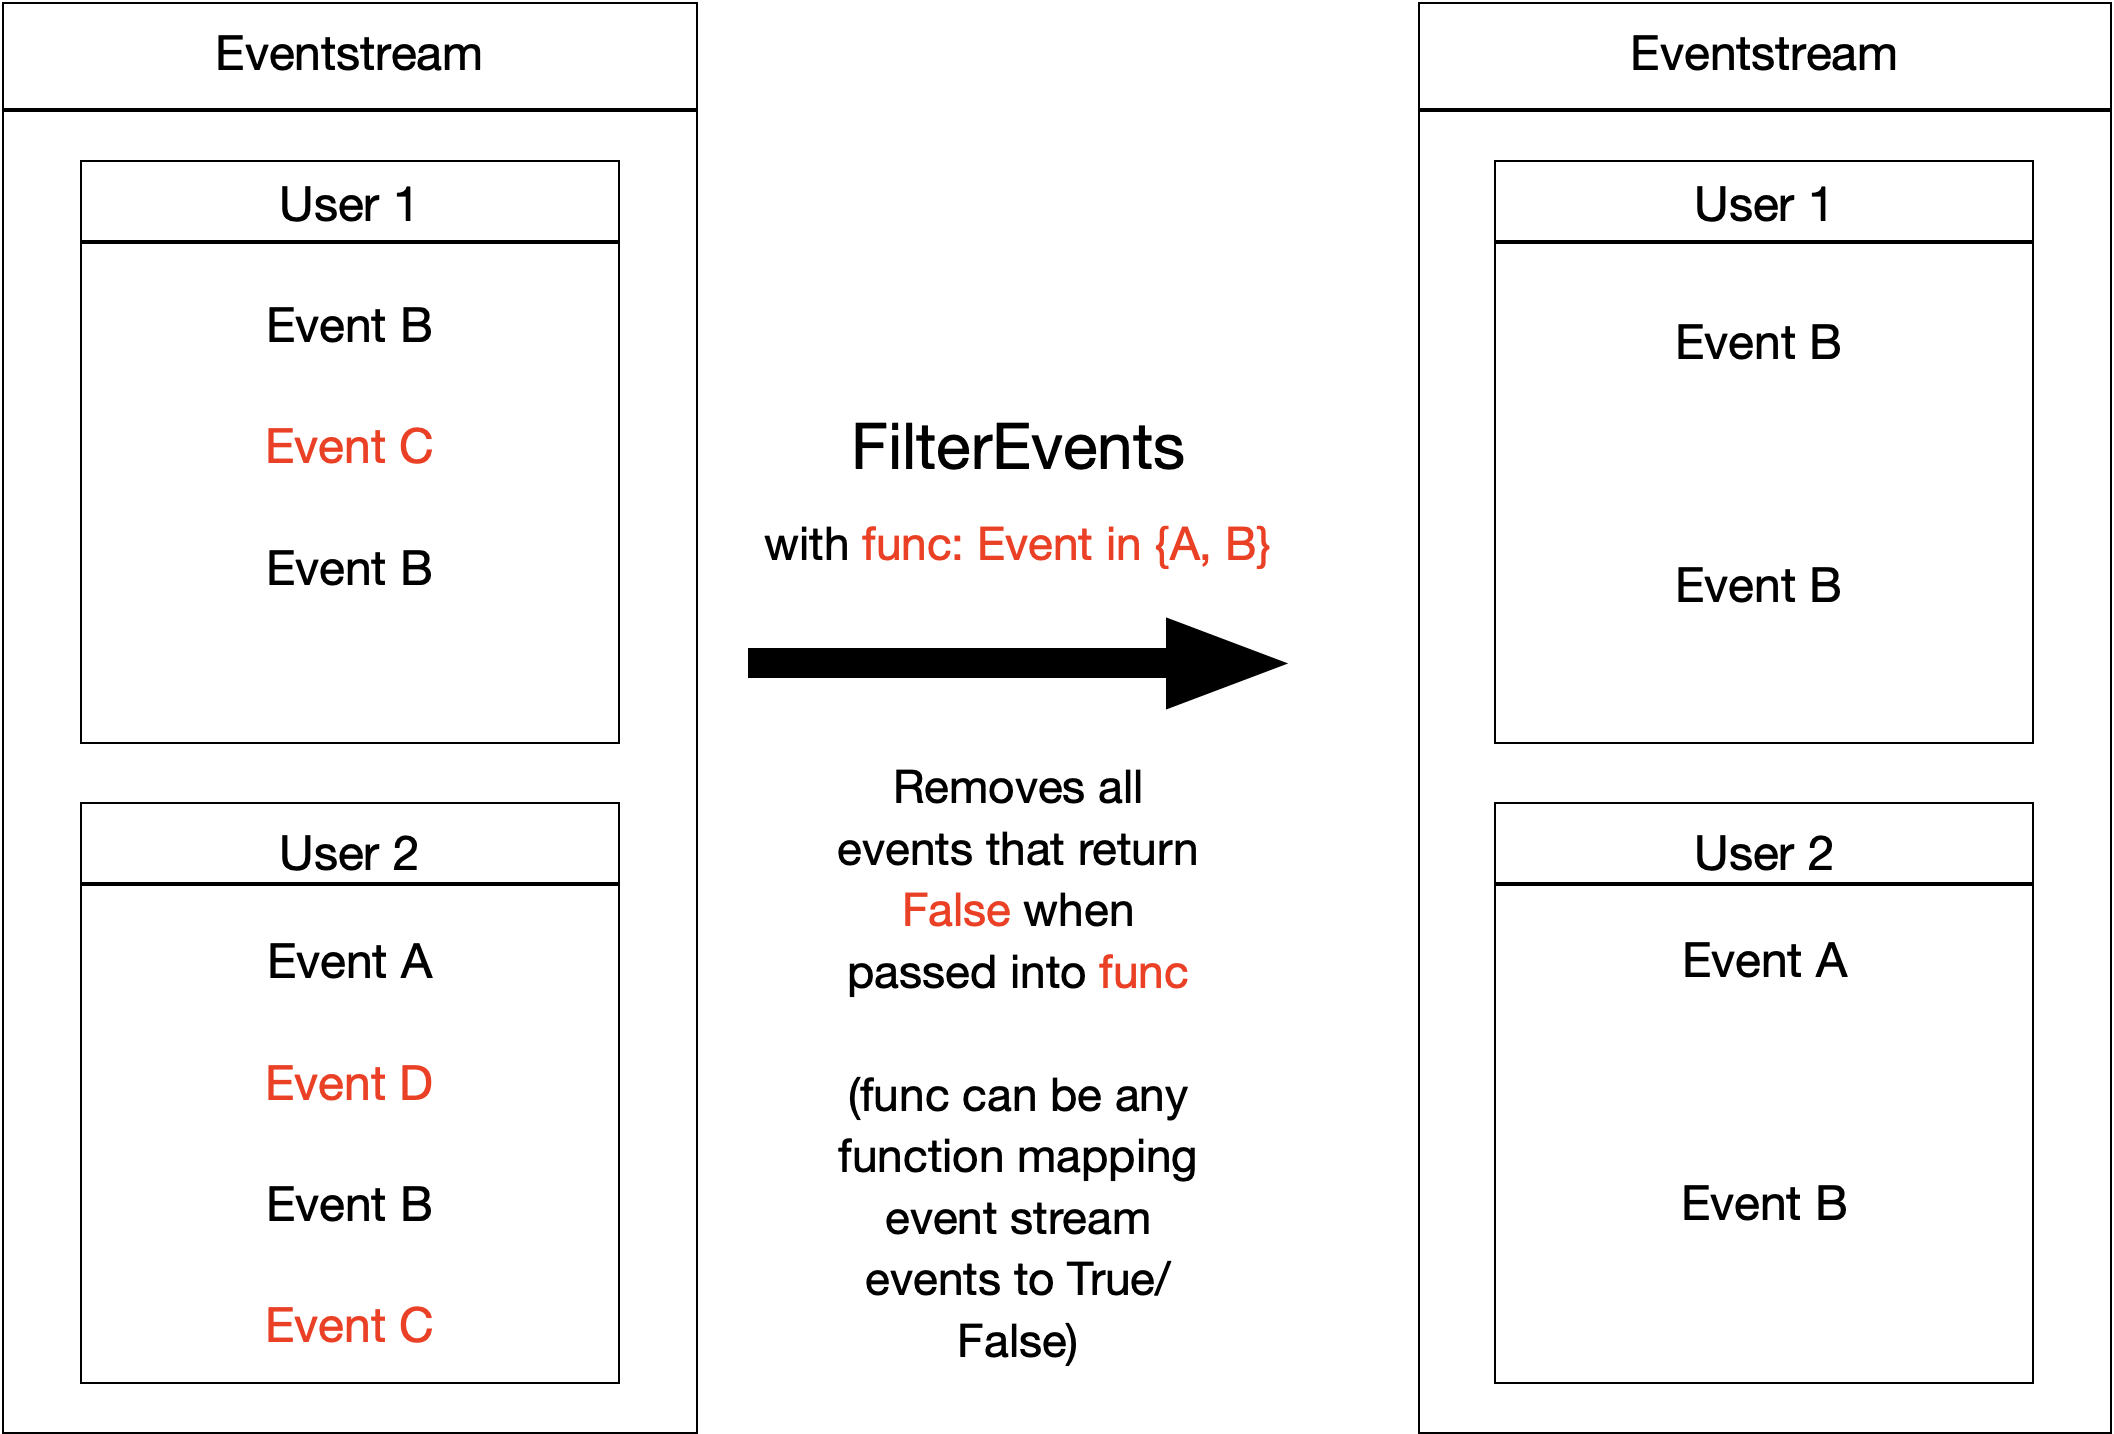 Eventstream
User 1
Event B
Event C
Event B
User 2
Event A
Event D
Event B
Event C
FilterEvents
with func: Event in {A, B}
Removes all
events that return
False when
passed into func
(func can be any
function mapping
event stream
events to True/
False)
Eventstream
User 1
Event B
Event B
User 2
Event A
Event B